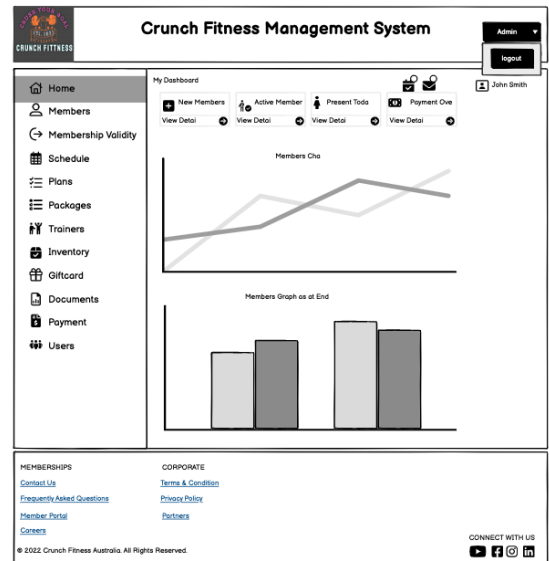 CRUNCH FITTNESS
Crunch Fitness Management System
Admin
logout
John Smith
Home
Members
Membership Validity
Schedule
Plans
Packages
Trainers
Inventory
Giftcard
Documents
Payment
Users
My Dashboard
New Members
View Detai
Active Member
View Detai
Present Toda
View Detai
Payment Ove
View Detai
Members Cha
Members Graph as at End
MEMBERSHIPS
Contact Us
Frequently Asked Questions
Member Portal
Careers
CORPORATE
Terms & Condition
Privacy Policy
Partners
© 2022 Crunch Fitness Australia. All Rights Reserved.
CONNECT WITH US